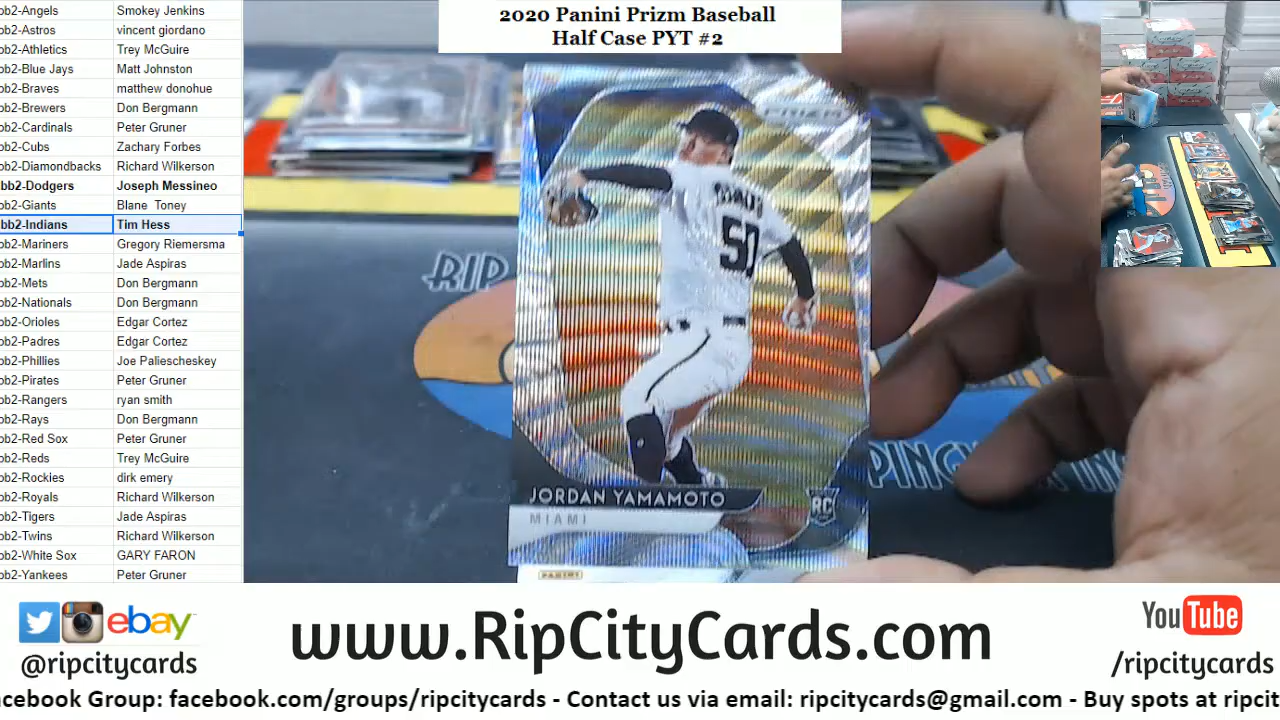 bb2-Angels Smokey Jenkins
bb2-Astros vincent giordano
bb2-Athletics Trey McGuire
bb2-Blue Jays Matt Johnston
bb2-Braves matthew donohue
bb2-Brewers Don Bergmann
bb2-Cardinals Peter Gruner
bb2-Cubs Zachary Forbes
bb2-Diamondbacks Richard Wilkerson
bb2-Dodgers Joseph Messineo
bb2-Giants Blane Toney
bb2-Indians Tim Hess
bb2-Mariners Gregory Riemersma
bb2-Marlins Jade Aspiras
bb2-Mets Don Bergmann
bb2-Nationals Don Bergmann
bb2-Orioles Edgar Cortez
bb2-Padres Edgar Cortez
bb2-Phillies Joe Paliescheskey
bb2-Pirates Peter Gruner
bb2-Rangers ryan smith
bb2-Rays Don Bergmann
bb2-Red Sox Peter Gruner
bb2-Reds Trey McGuire
bb2-Rockies dirk emery
bb2-Royals Richard Wilkerson
bb2-Tigers Jade Aspiras
bb2-Twins Richard Wilkerson
bb2-White Sox GARY FARON
bb2-Yankees Peter Gruner
2020 Panini Prizm Baseball
Half Case PYT #2
PRIZM
RIP
50
JORDAN YAMAMOTO
MIAMI
RC
PANINI
ebay
@ripcitycards
www.RipCityCards.com
YouTube
/ripcitycards
acebook Group: facebook.com/groups/ripcitycards - Contact us via email: ripcitycards@gmail.com - Buy spots at ripcit